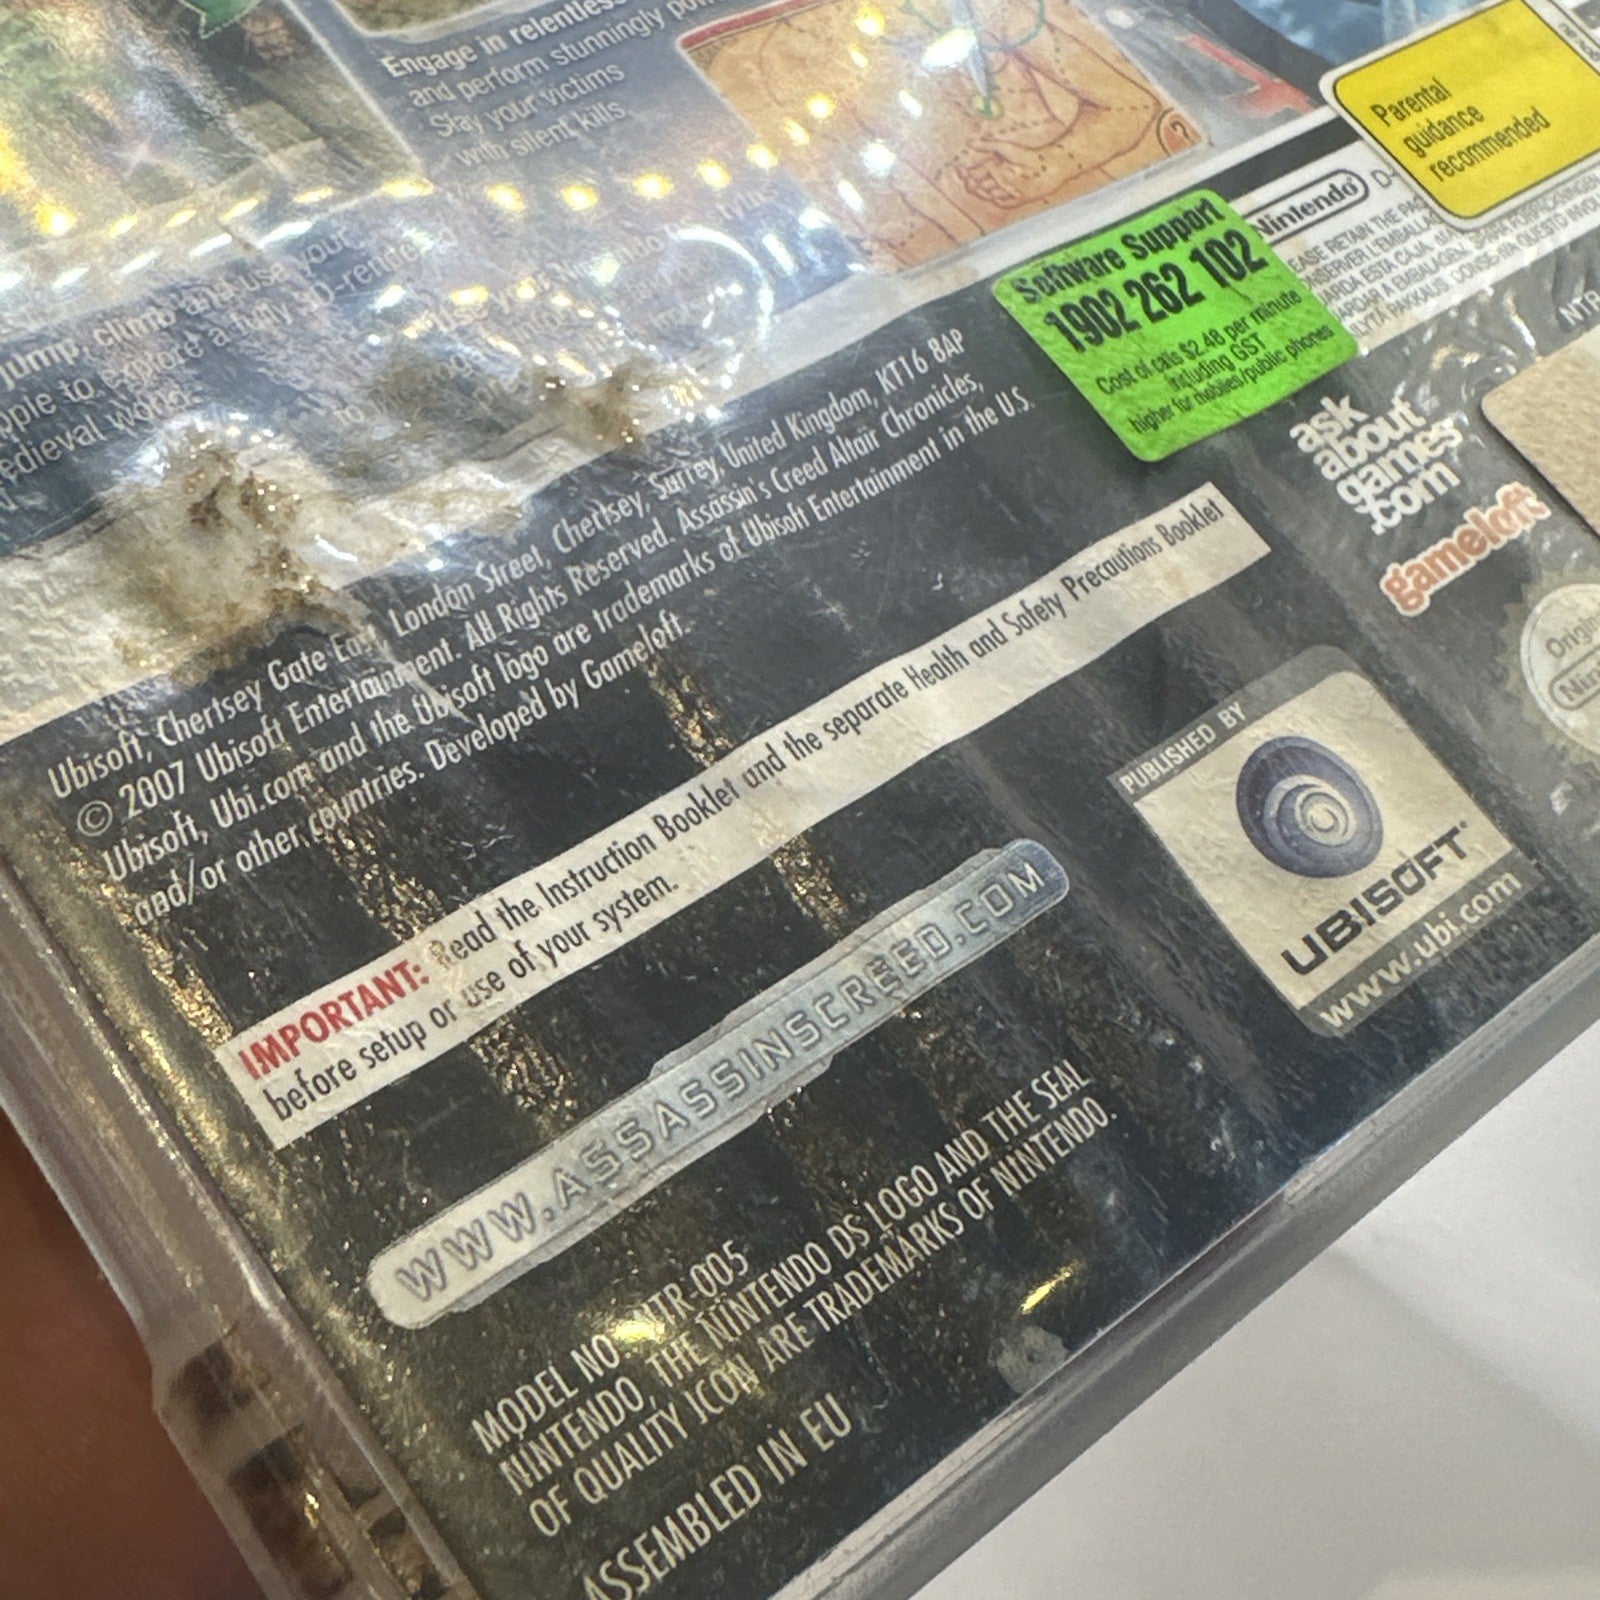 Engage in relentless
and perform stunningly
Slay your victims
with silent kills
Parental
guidance
recommended
Nintendo
Software Support
1902 262 102
Cost of calls $2.48 per minute
including GST
higher for mobiles/public phones
jump, climb and use your
to explore a fully 3D-rende
medieval world.
ask
about
games
.com
gameloft
Ubisoft, Chertsey Gate East, London Street, Chertsey, Surrey, United Kingdom, KT16 8AP
© 2007 Ubisoft Entertainment. All Rights Reserved. Assassin's Creed Altaïr Chronicles,
Ubisoft, Ubi.com and the Ubisoft logo are trademarks of Ubisoft Entertainment in the U.S.
and/or other countries. Developed by Gameloft.
IMPORTANT: Read the Instruction Booklet and the separate Health and Safety Precautions Booklet
before setup or use of your system.
PUBLISHED BY
UBISOFT
www.ubi.com
WWW.ASSASSINSCREED.COM
MODEL NO.: NTR-005
NINTENDO, THE NINTENDO DS LOGO AND THE SEAL
OF QUALITY ICON ARE TRADEMARKS OF NINTENDO.
ASSEMBLED IN EU